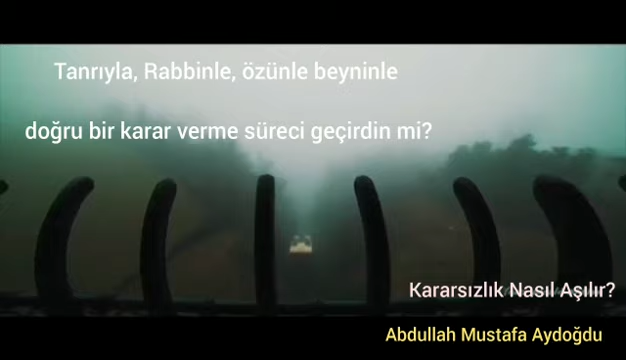 Tanrıyla, Rabbinle, özünle beyninle
doğru bir karar verme süreci geçirdin mi?
Kararsızlık Nasıl Aşılır?
Abdullah Mustafa Aydoğdu